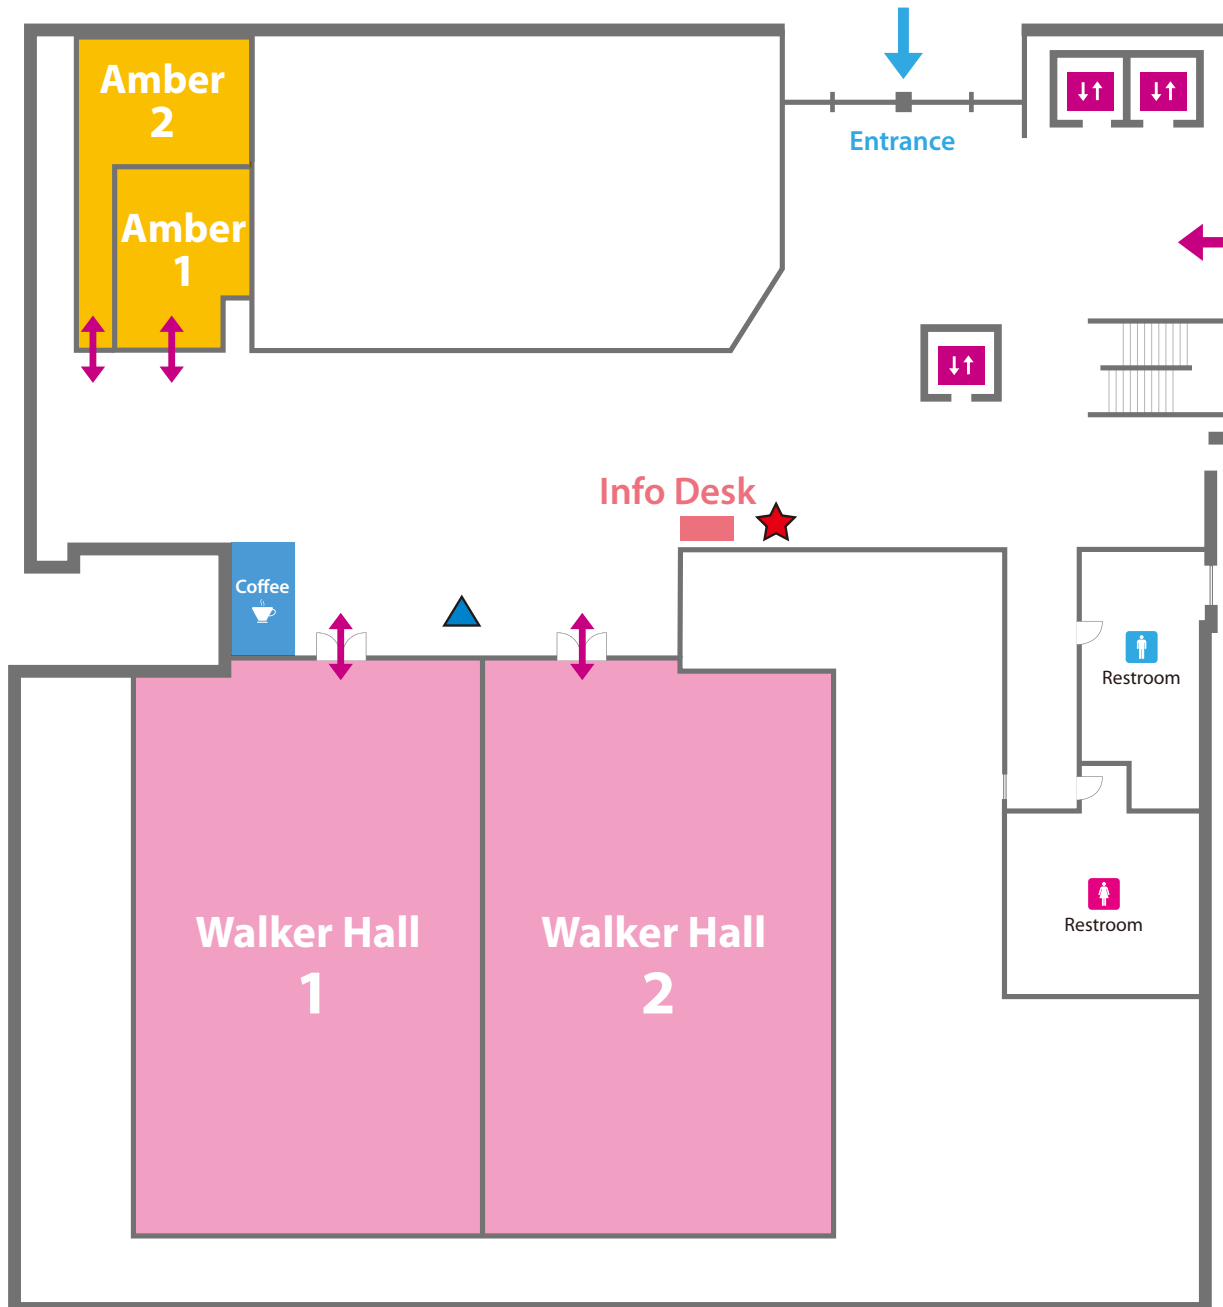 Amber
2
Entrance
Amber
1
Info Desk
Coffee
Restroom
Walker Hall
1
Walker Hall
2
Restroom